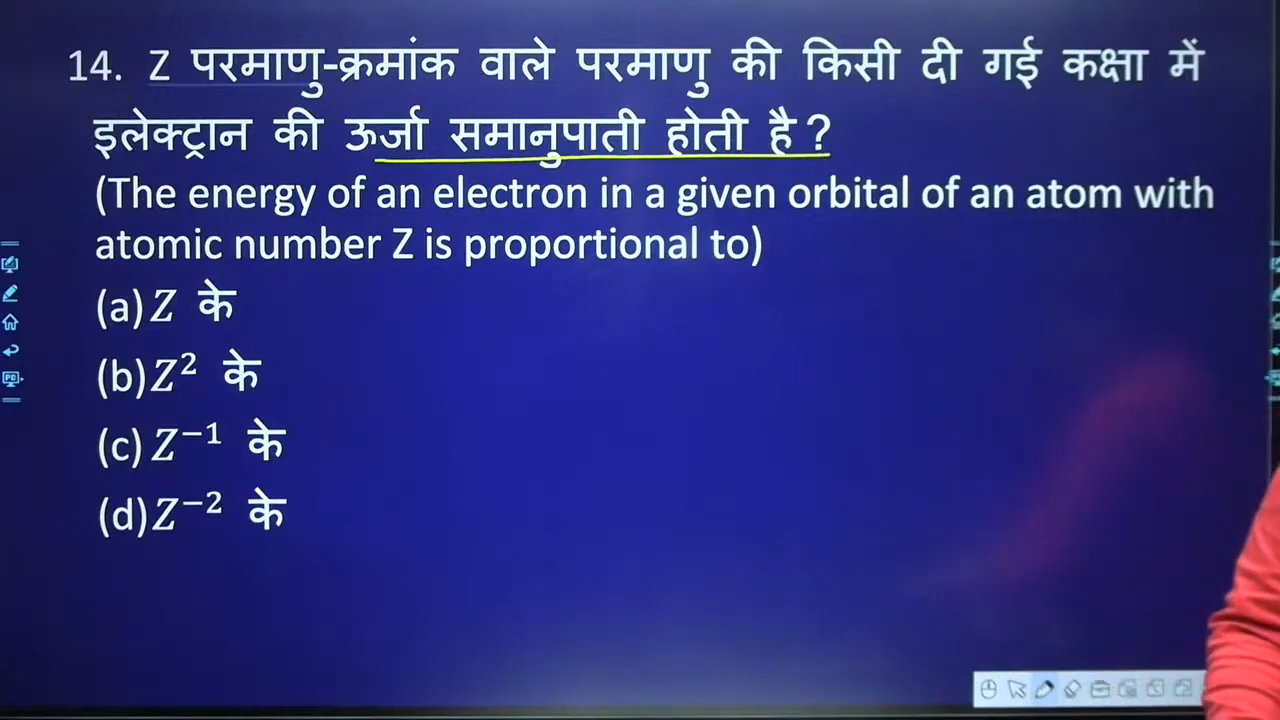 14. Z परमाणु-क्रमांक वाले परमाणु की किसी दी गई कक्षा में
इलेक्ट्रान की ऊर्जा समानुपाती होती है ?
(The energy of an electron in a given orbital of an atom with
atomic number Z is proportional to)
(a) Z के
(b) Z² के
(c) Z⁻¹ के
(d) Z⁻² के
PC